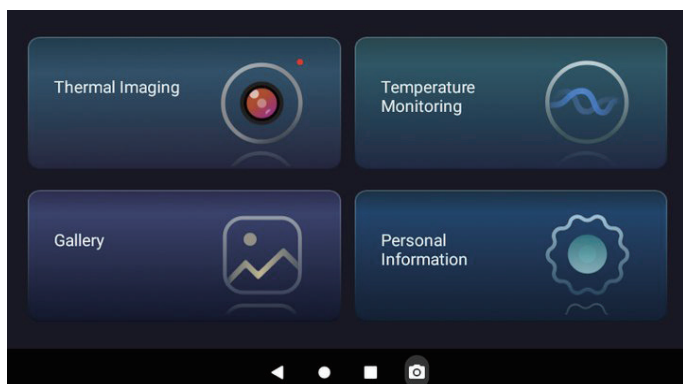 Thermal Imaging
Temperature
Monitoring
Gallery
Personal
Information